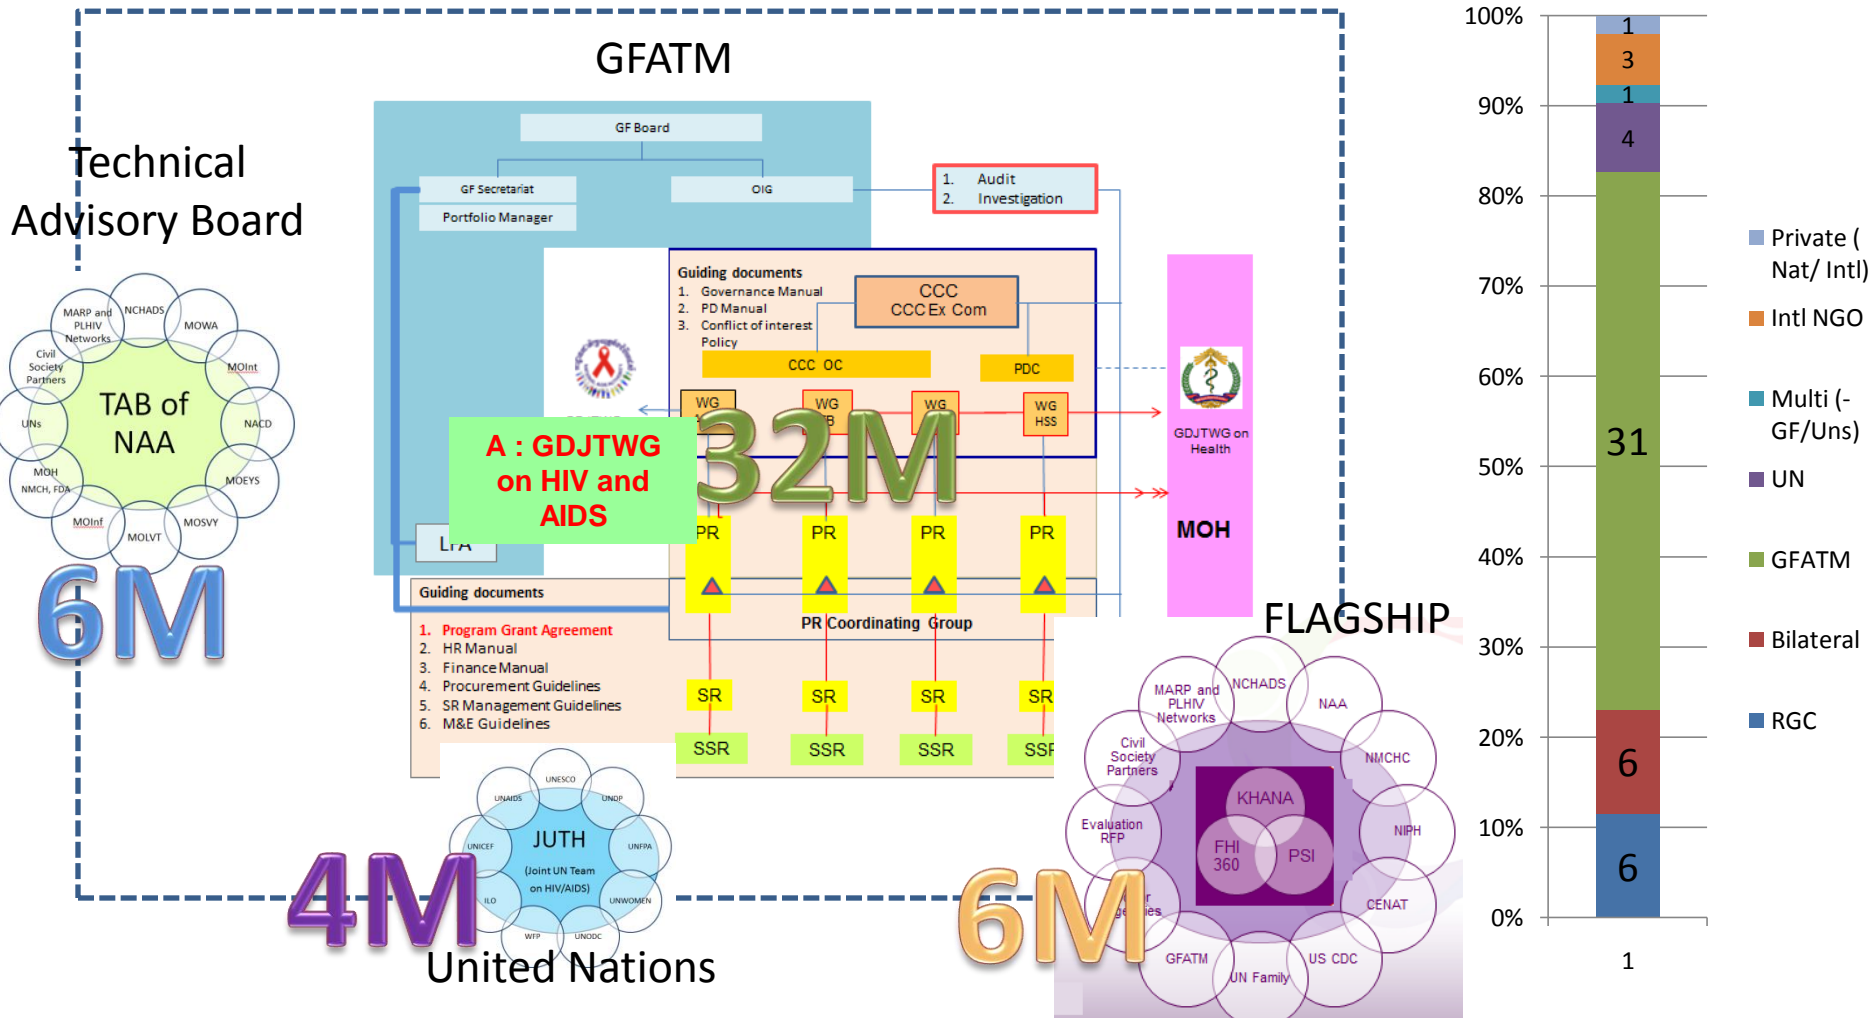 GFATM
Technical
Advisory Board
GF Board
GF Secretariat
Portfolio Manager
OIG
1. Audit
2. Investigation
Guiding documents
1. Governance Manual
2. PD Manual
3. Conflict of interest
Policy
CCC
CCC Ex Com
CCC OC
PDC
WG
WG
WG
WG
HSS
GDJTWG on
Health
MOH
A : GDJTWG
on HIV and
AIDS
32M
LFA
PR
PR
PR
PR
PR Coordinating Group
Guiding documents
1. Program Grant Agreement
2. HR Manual
3. Finance Manual
4. Procurement Guidelines
5. SR Management Guidelines
6. M&E Guidelines
SR
SR
SR
SR
SSR
SSR
SSR
SSR
NCHADS
MOWA
MOInt
NACD
MOEYS
MOSVY
MOLVT
MOInf
MOH
NMCH, FDA
UNs
Civil
Society
Partners
MARP and
PLHIV
Networks
TAB of
NAA
6M
UNESCO
UNDP
UNFPA
UNWOMEN
UNODC
WFP
ILO
UNICEF
UNAIDS
JUTH
(Joint UN Team
on HIV/AIDS)
4M
United Nations
FLAGSHIP
NCHADS
NAA
NMCHC
NIPH
CENAT
US CDC
UN Family
GFATM
Evaluation
RFP
Civil
Society
Partners
MARP and
PLHIV
Networks
KHANA
FHI
360
PSI
6M
100%
90%
80%
70%
60%
50%
40%
30%
20%
10%
0%
1
3
1
4
31
6
6
1
Private (
Nat/ Intl)
Intl NGO
Multi (-
GF/Uns)
UN
GFATM
Bilateral
RGC